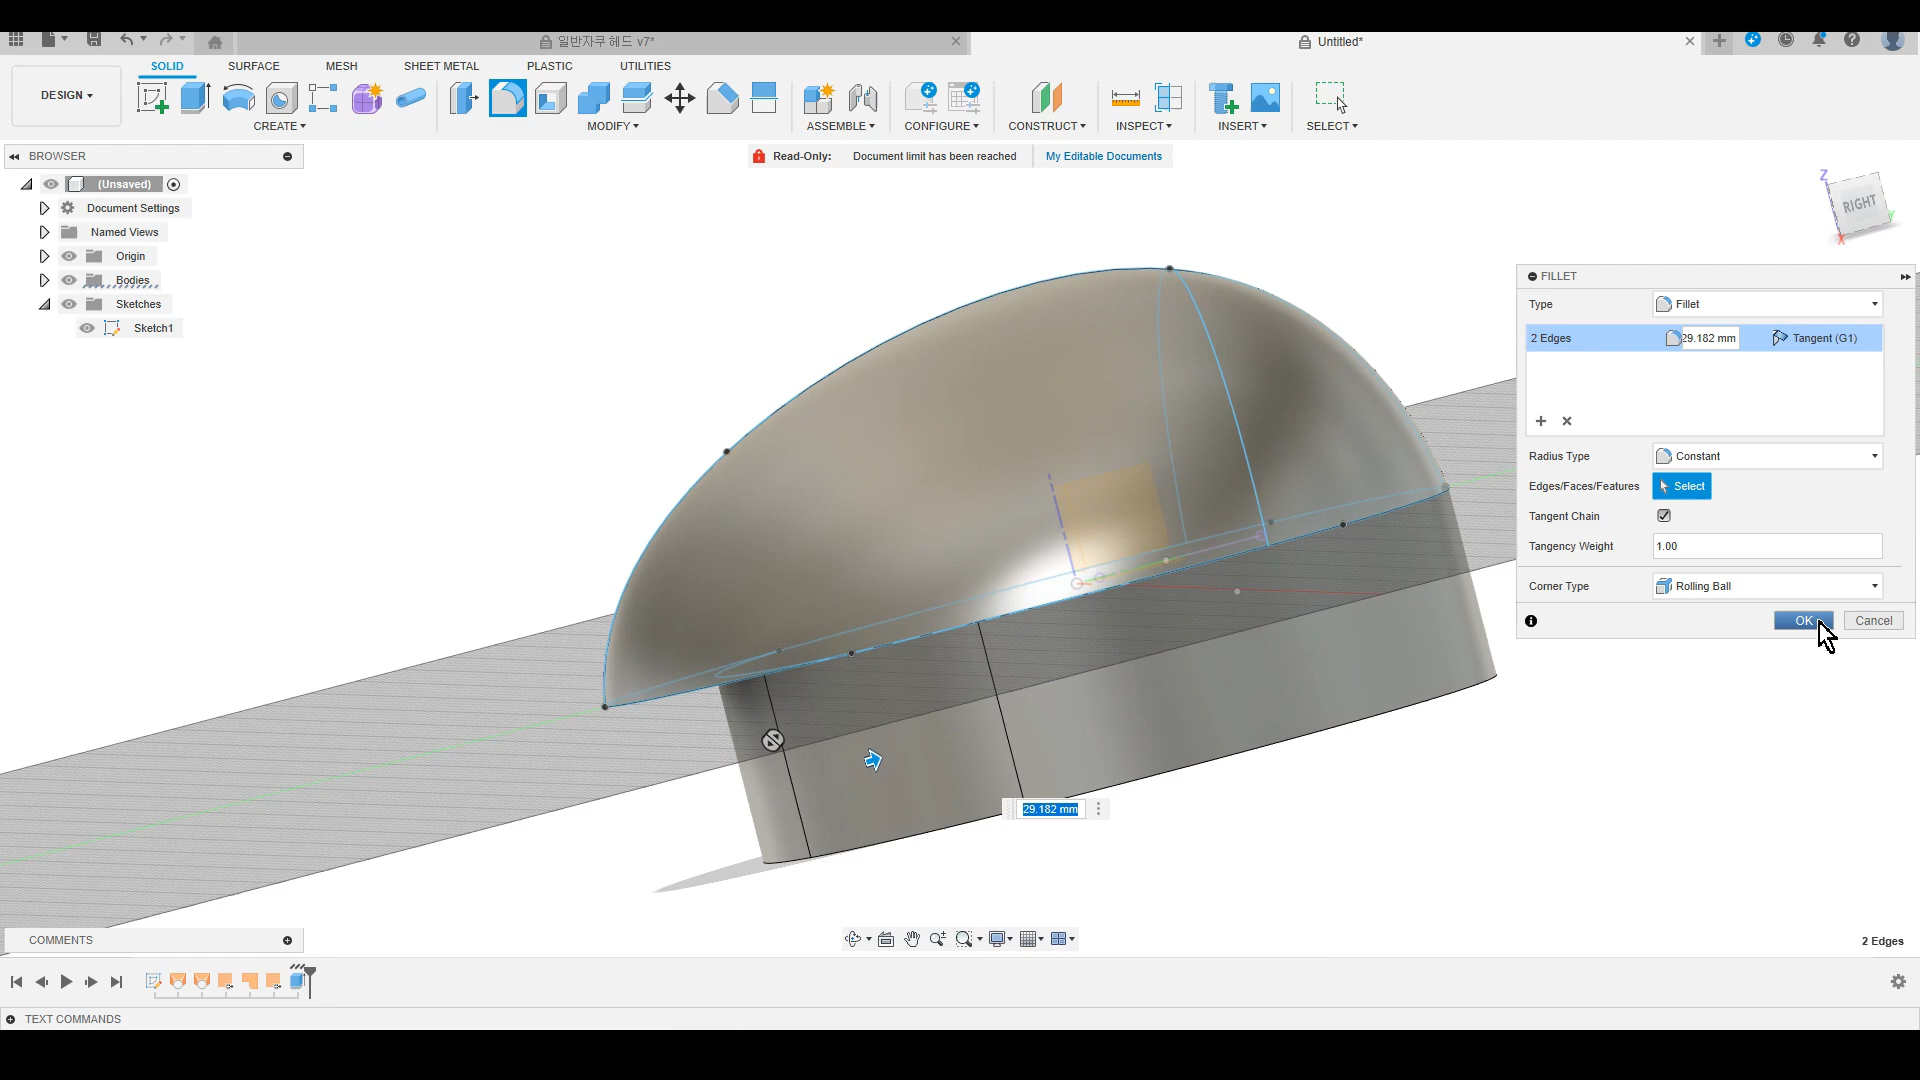 일반자쿠 헤드 v7*
Untitled*
DESIGN
SOLID
SURFACE
MESH
SHEET METAL
PLASTIC
UTILITIES
CREATE
MODIFY
ASSEMBLE
CONFIGURE
CONSTRUCT
INSPECT
INSERT
SELECT
BROWSER
Read-Only:
Document limit has been reached
My Editable Documents
(Unsaved)
Document Settings
Named Views
Origin
Bodies
Sketches
Sketch1
Z
RIGHT
Y
X
FILLET
Type
Fillet
2 Edges
29.182 mm
Tangent (G1)
Radius Type
Constant
Edges/Faces/Features
Select
Tangent Chain
Tangency Weight
1.00
Corner Type
Rolling Ball
OK
Cancel
29.182 mm
COMMENTS
2 Edges
TEXT COMMANDS